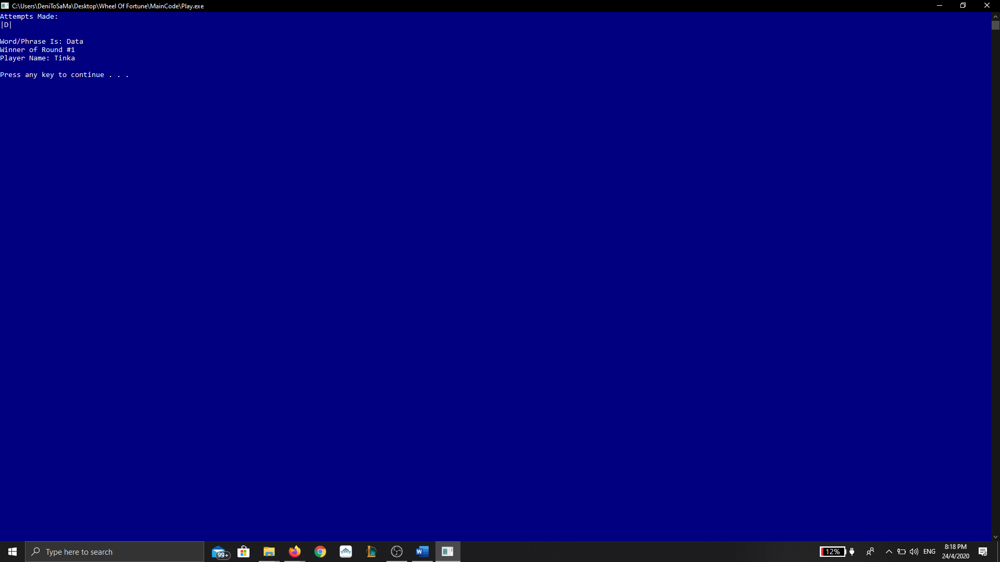 C:\Users\DeniToSaMa\Desktop\Wheel Of Fortune\MainCode\Play.exe
Attempts Made:
|D|
Word/Phrase Is: Data
Winner of Round #1
Player Name: Tinka
Press any key to continue . . .
Type here to search
99+
W
12%
ENG
8:18 PM
24/4/2020